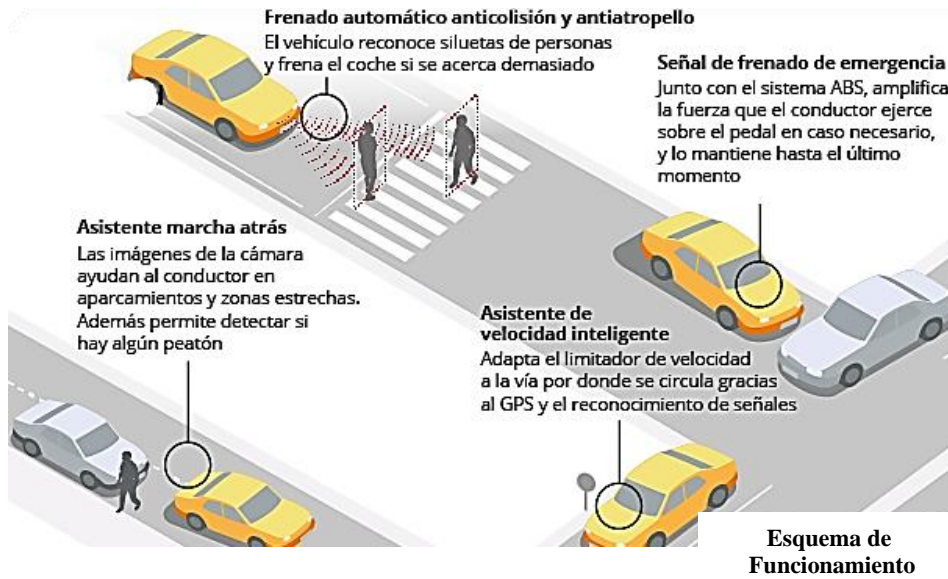 Frenado automático anticolisión y antiatropello
El vehículo reconoce siluetas de personas
y frena el coche si se acerca demasiado
Señal de frenado de emergencia
Junto con el sistema ABS, amplifica
la fuerza que el conductor ejerce
sobre el pedal en caso necesario,
y lo mantiene hasta el último
momento
Asistente marcha atrás
Las imágenes de la cámara
ayudan al conductor en
aparcamientos y zonas estrechas.
Además permite detectar si
hay algún peatón
Asistente de
velocidad inteligente
Adapta el limitador de velocidad
a la vía por donde se circula gracias
al GPS y el reconocimiento de señales
Esquema de
Funcionamiento